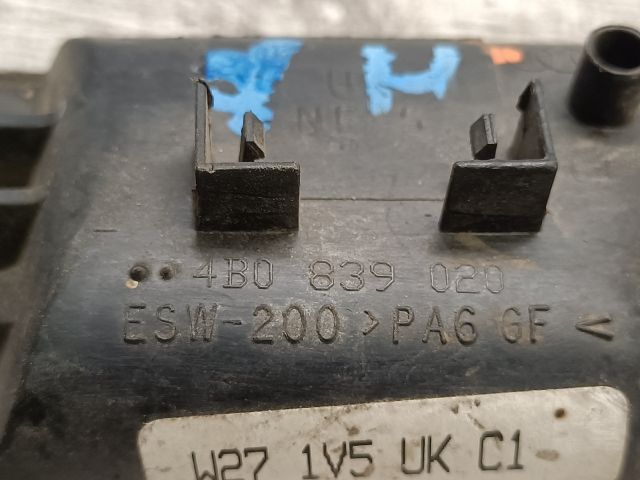 H
4B0 839 020
ESW-200 >PA6 GF<
W27 1V5 UK C1